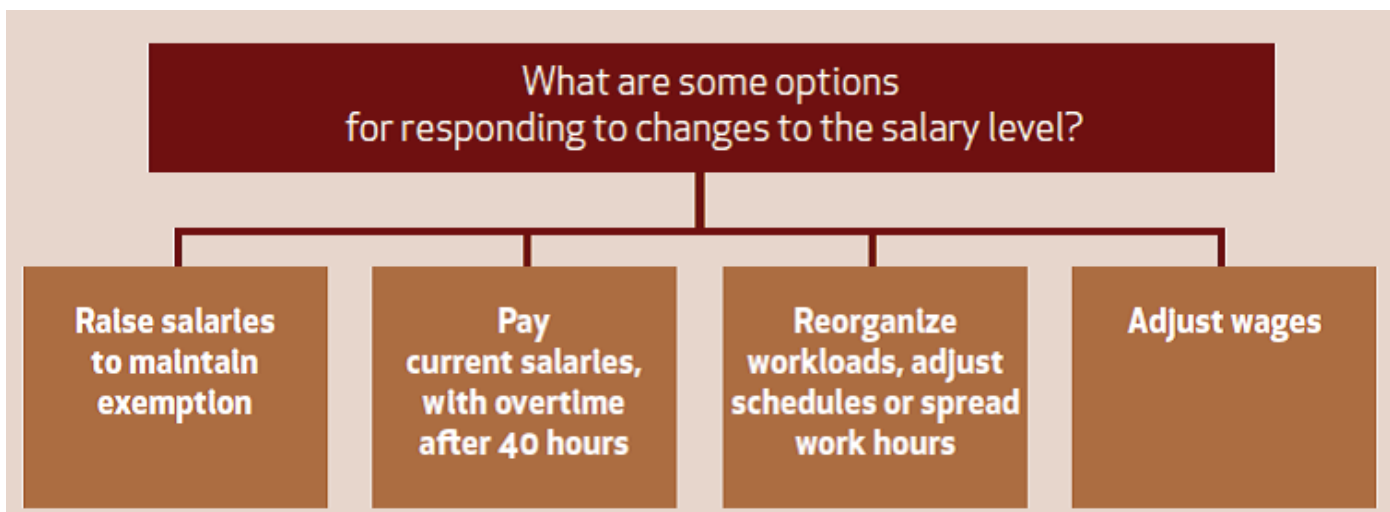 What are some options
for responding to changes to the salary level?
Raise salaries
to maintain
exemption
Pay
current salaries,
with overtime
after 40 hours
Reorganize
workloads, adjust
schedules or spread
work hours
Adjust wages